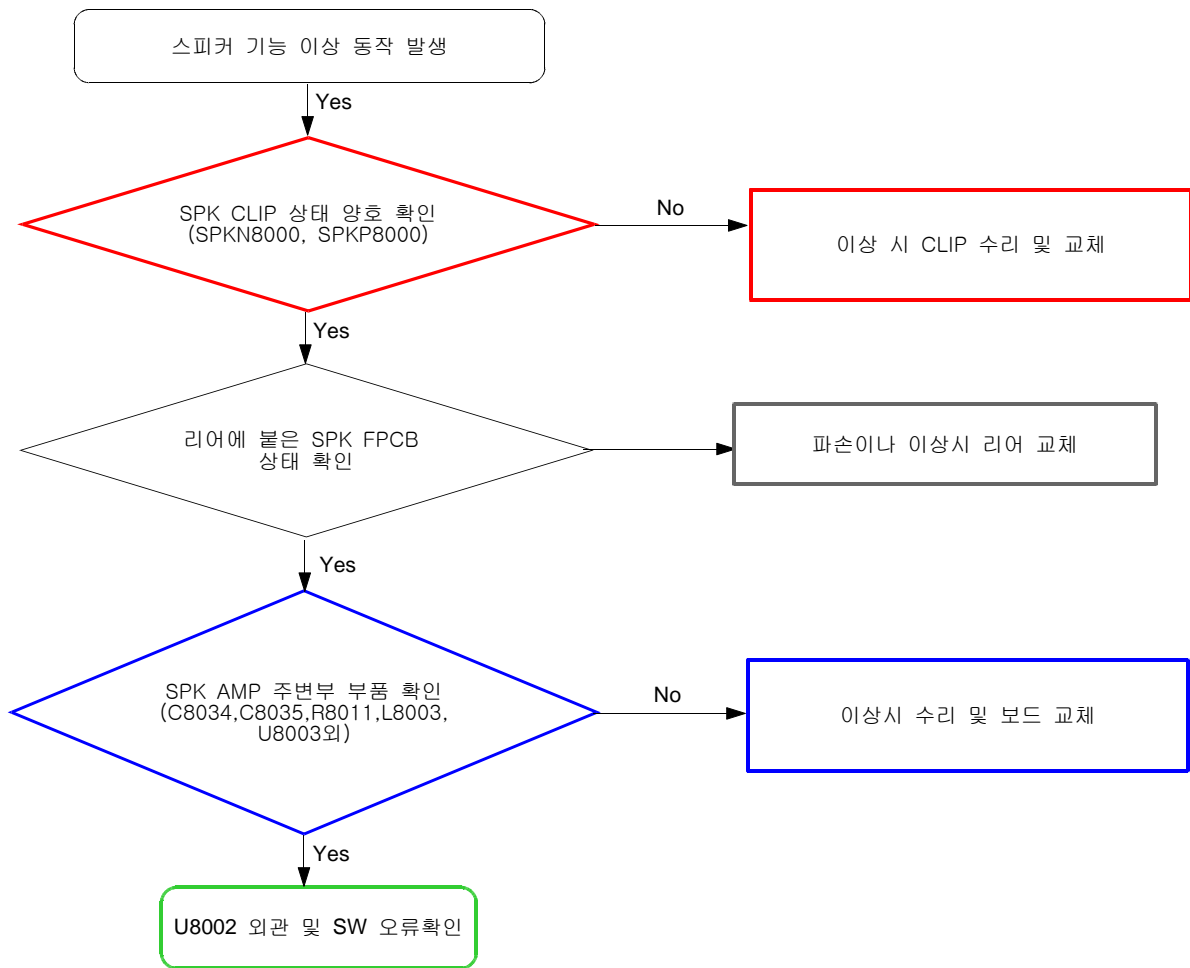 스피커 기능 이상 동작 발생
Yes
SPK CLIP 상태 양호 확인
(SPKN8000, SPKP8000)
No
이상 시 CLIP 수리 및 교체
Yes
리어에 붙은 SPK FPCB
상태 확인
파손이나 이상시 리어 교체
Yes
SPK AMP 주변부 부품 확인
(C8034,C8035,R8011,L8003,
U8003외)
No
이상시 수리 및 보드 교체
Yes
U8002 외관 및 SW 오류확인